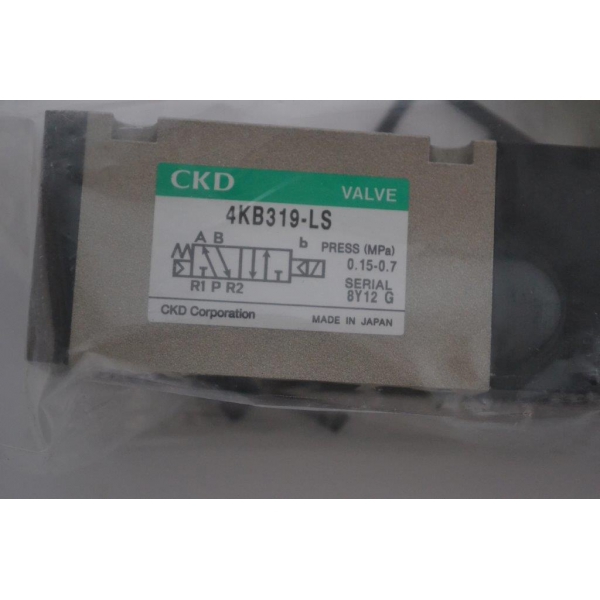 CKD VALVE
4KB319-LS
A B b PRESS (MPa)
0.15-0.7
R1 P R2 SERIAL
8Y12 G
CKD Corporation MADE IN JAPAN